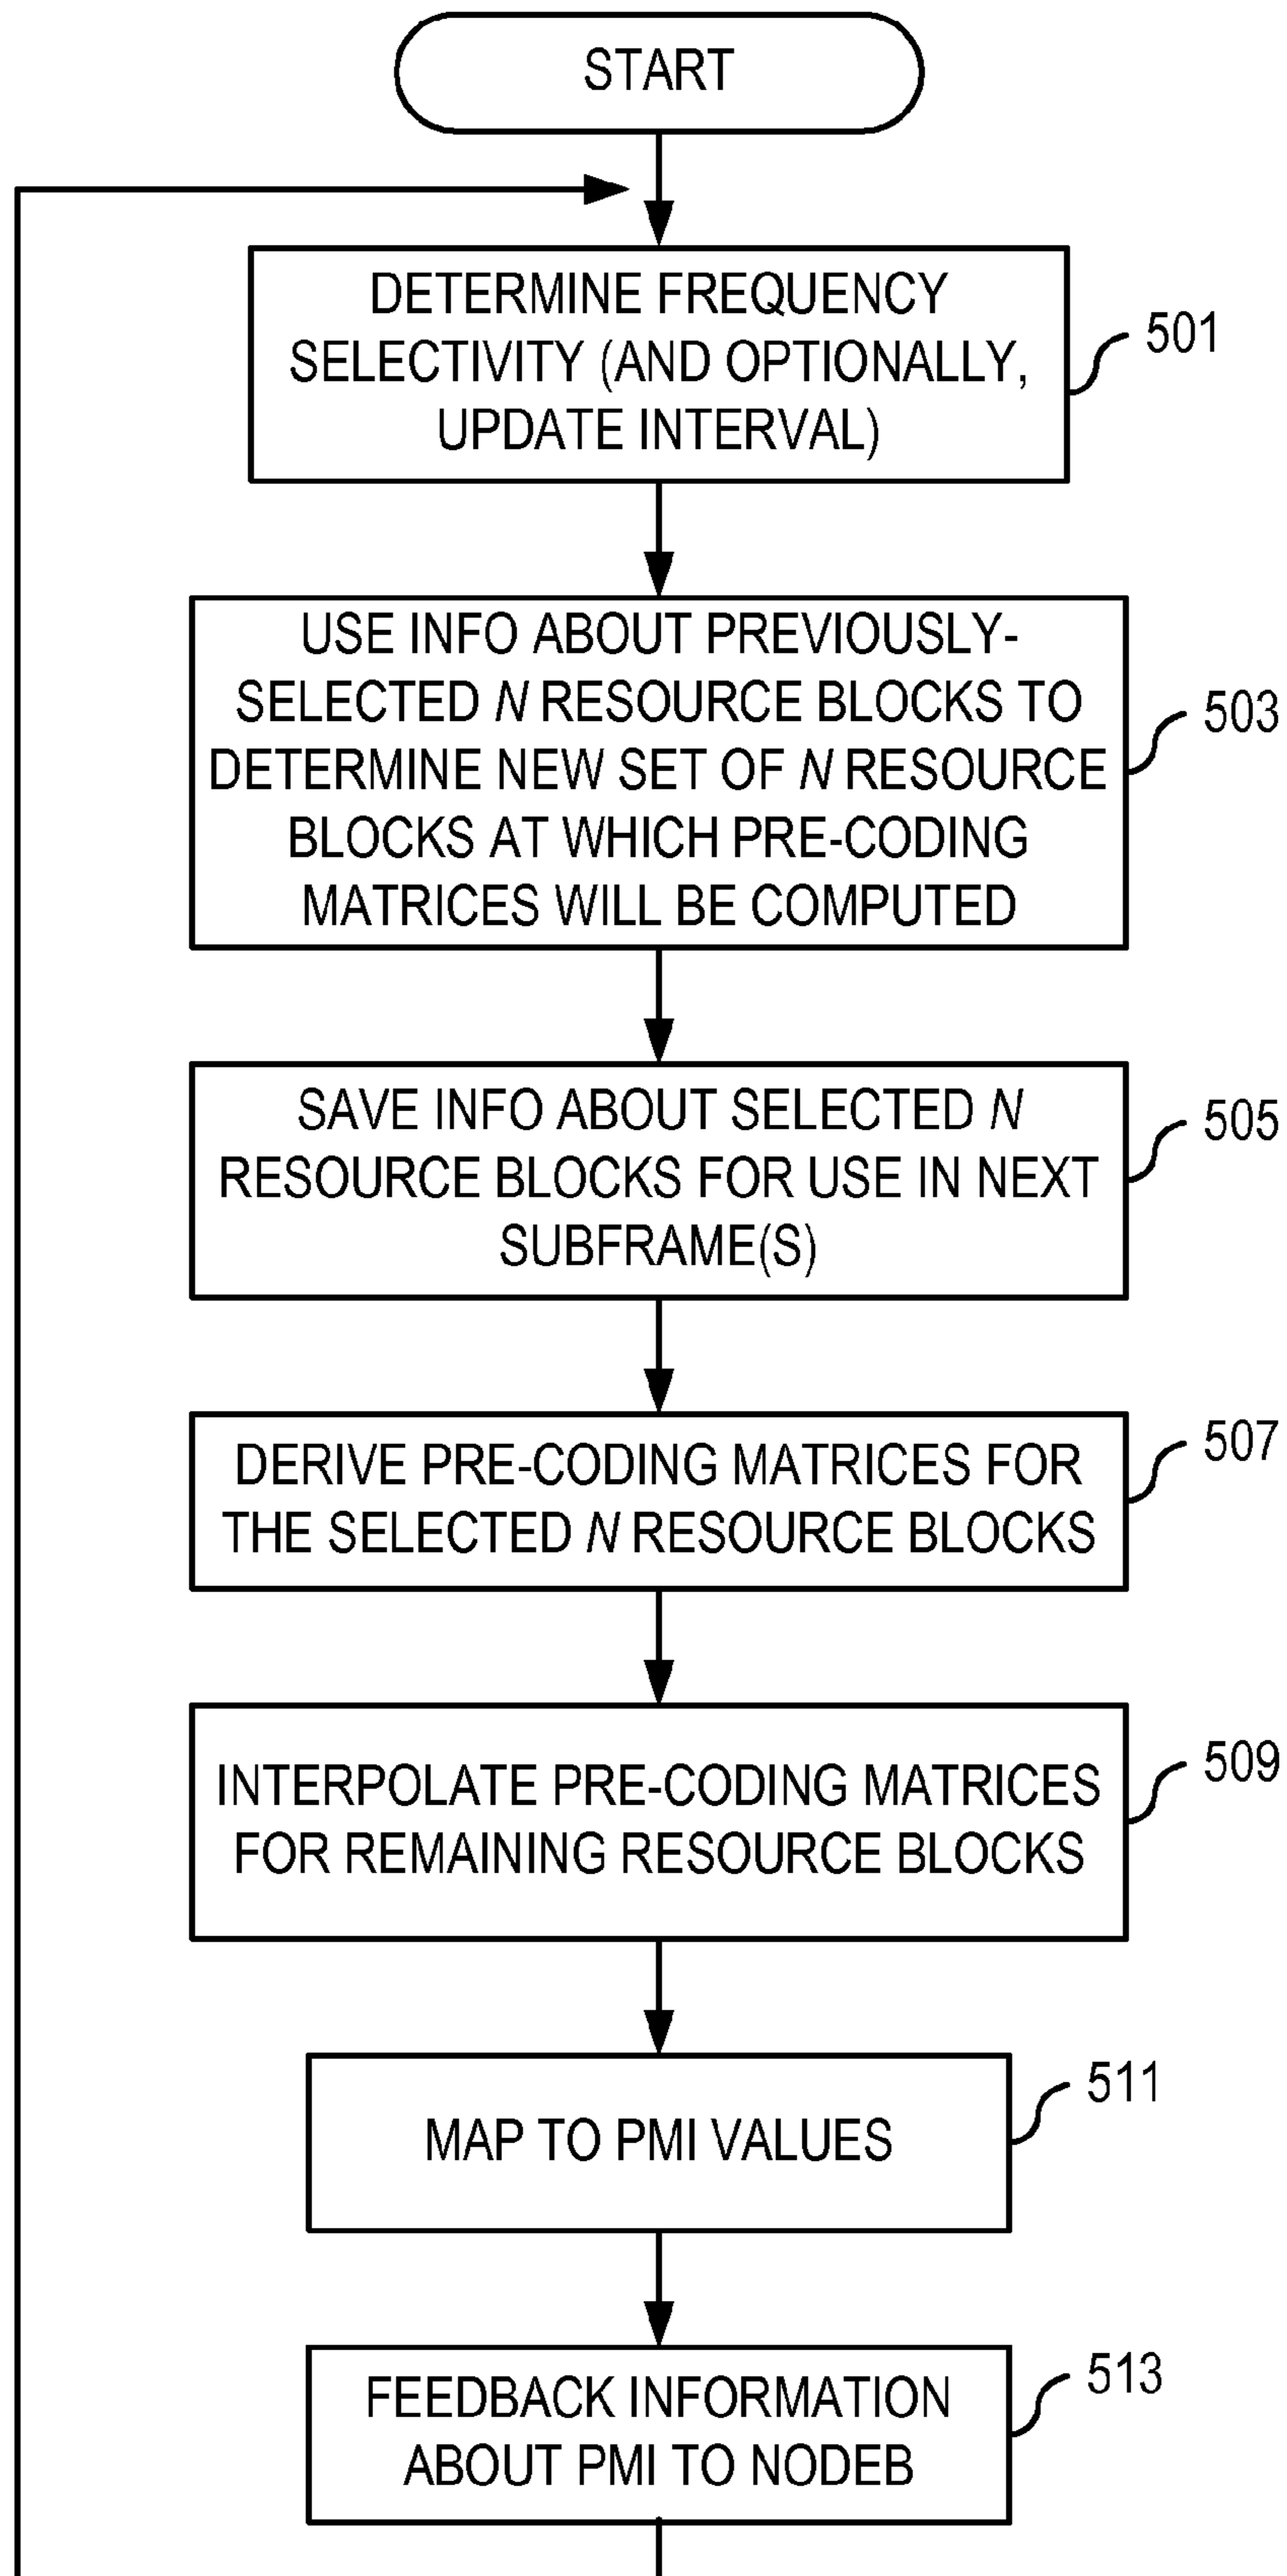 START
DETERMINE FREQUENCY
SELECTIVITY (AND OPTIONALLY,
UPDATE INTERVAL)
501
USE INFO ABOUT PREVIOUSLY-
SELECTED N RESOURCE BLOCKS TO
DETERMINE NEW SET OF N RESOURCE
BLOCKS AT WHICH PRE-CODING
MATRICES WILL BE COMPUTED
503
SAVE INFO ABOUT SELECTED N
RESOURCE BLOCKS FOR USE IN NEXT
SUBFRAME(S)
505
DERIVE PRE-CODING MATRICES FOR
THE SELECTED N RESOURCE BLOCKS
507
INTERPOLATE PRE-CODING MATRICES
FOR REMAINING RESOURCE BLOCKS
509
MAP TO PMI VALUES
511
FEEDBACK INFORMATION
ABOUT PMI TO NODEB
513